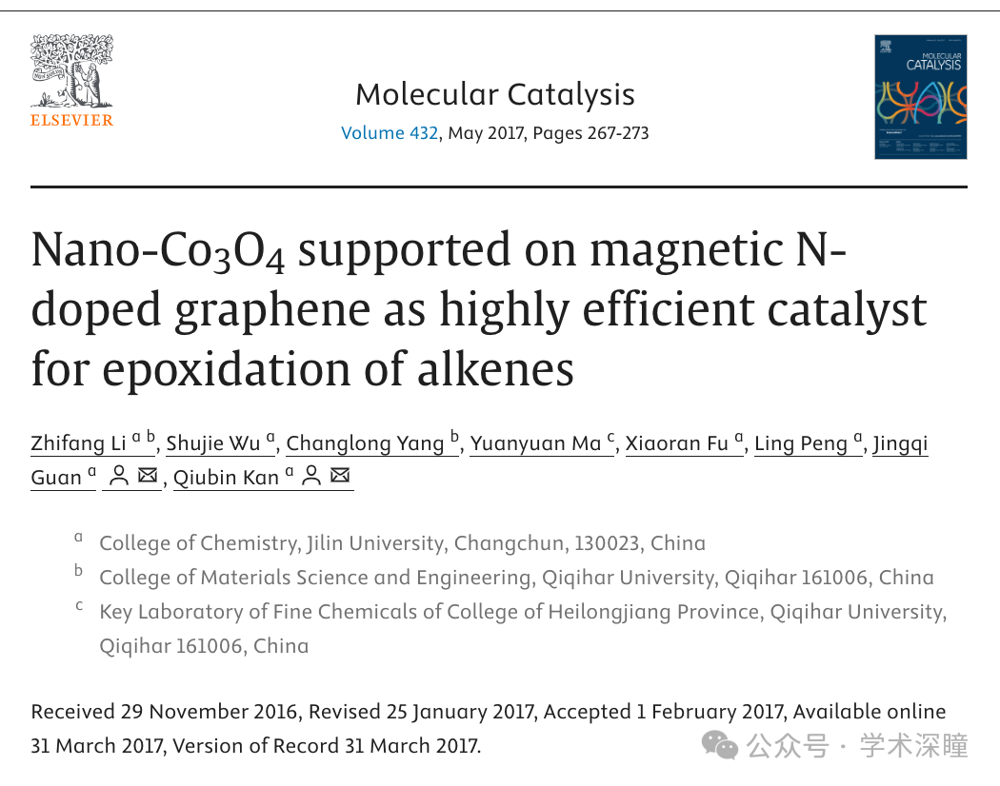 ELSEVIER
Molecular Catalysis
Volume 432, May 2017, Pages 267-273
MOLECULAR
CATALYSIS
Nano-Co₃O₄ supported on magnetic N-
doped graphene as highly efficient catalyst
for epoxidation of alkenes
Zhifang Li ᵃ ᵇ, Shujie Wu ᵃ, Changlong Yang ᵇ, Yuanyuan Ma ᶜ, Xiaoran Fu ᵃ, Ling Peng ᵃ, Jingqi
Guan ᵃ, Qiubin Kan ᵃ
ᵃ College of Chemistry, Jilin University, Changchun, 130023, China
ᵇ College of Materials Science and Engineering, Qiqihar University, Qiqihar 161006, China
ᶜ Key Laboratory of Fine Chemicals of College of Heilongjiang Province, Qiqihar University,
Qiqihar 161006, China
Received 29 November 2016, Revised 25 January 2017, Accepted 1 February 2017, Available online
31 March 2017, Version of Record 31 March 2017.
公众号 · 学术深瞳